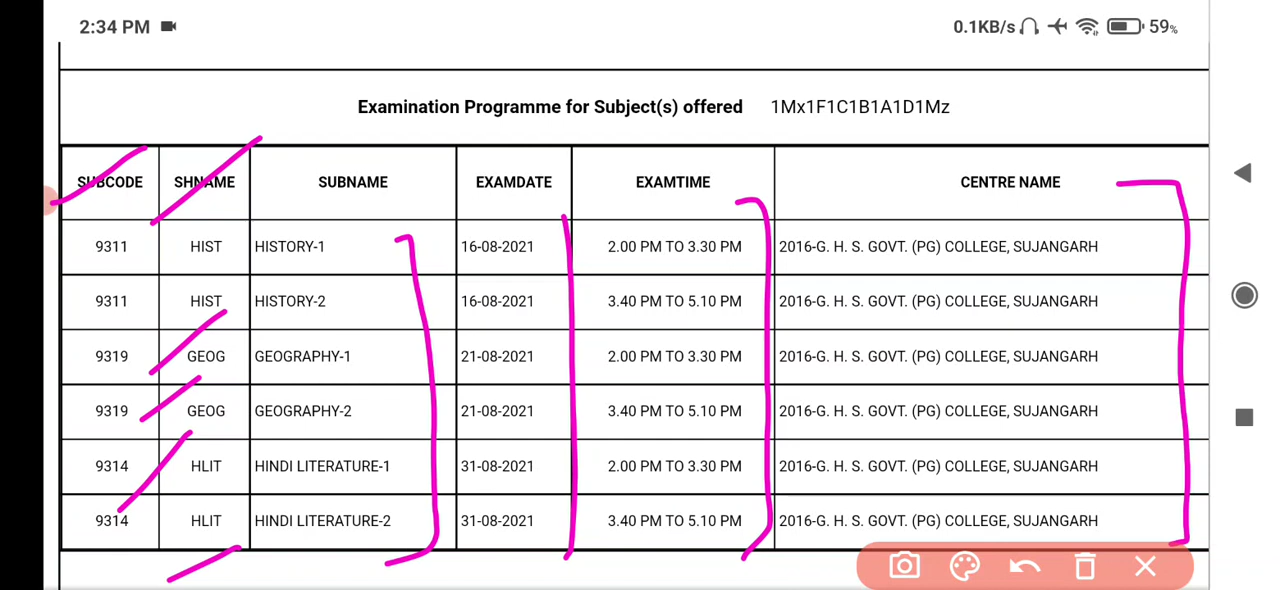 2:34 PM 0.1KB/s 59%
Examination Programme for Subject(s) offered 1Mx1F1C1B1A1D1Mz
SUBCODE SHNAME SUBNAME EXAMDATE EXAMTIME CENTRE NAME
9311 HIST HISTORY-1 16-08-2021 2.00 PM TO 3.30 PM 2016-G. H. S. GOVT. (PG) COLLEGE, SUJANGARH
9311 HIST HISTORY-2 16-08-2021 3.40 PM TO 5.10 PM 2016-G. H. S. GOVT. (PG) COLLEGE, SUJANGARH
9319 GEOG GEOGRAPHY-1 21-08-2021 2.00 PM TO 3.30 PM 2016-G. H. S. GOVT. (PG) COLLEGE, SUJANGARH
9319 GEOG GEOGRAPHY-2 21-08-2021 3.40 PM TO 5.10 PM 2016-G. H. S. GOVT. (PG) COLLEGE, SUJANGARH
9314 HLIT HINDI LITERATURE-1 31-08-2021 2.00 PM TO 3.30 PM 2016-G. H. S. GOVT. (PG) COLLEGE, SUJANGARH
9314 HLIT HINDI LITERATURE-2 31-08-2021 3.40 PM TO 5.10 PM 2016-G. H. S. GOVT. (PG) COLLEGE, SUJANGARH